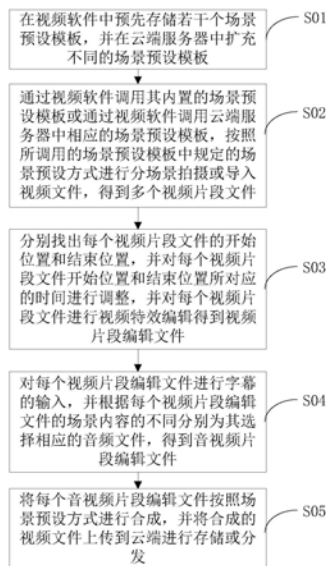 在视频软件中预先存储若干个场景
预设模板，并在云端服务器中扩充
不同的场景预设模板
S01
通过视频软件调用其内置的场景预
设模板或通过视频软件调用云端服
务器中相应的场景预设模板，按照
所调用的场景预设模板中规定的场
景预设方式进行分场景拍摄或导入
视频文件，得到多个视频片段文件
S02
分别找出每个视频片段文件的开始
位置和结束位置，并对每个视频片
段文件开始位置和结束位置所对应
的时间进行调整，并对每个视频片
段文件进行视频特效编辑得到视频
片段编辑文件
S03
对每个视频片段编辑文件进行字幕
的输入，并根据每个视频片段编辑
文件的场景内容的不同分别为其选
择相应的音频文件，得到音视频片
段编辑文件
S04
将每个音视频片段编辑文件按照场
景预设方式进行合成，并将合成的
视频文件上传到云端进行存储或分
发
S05